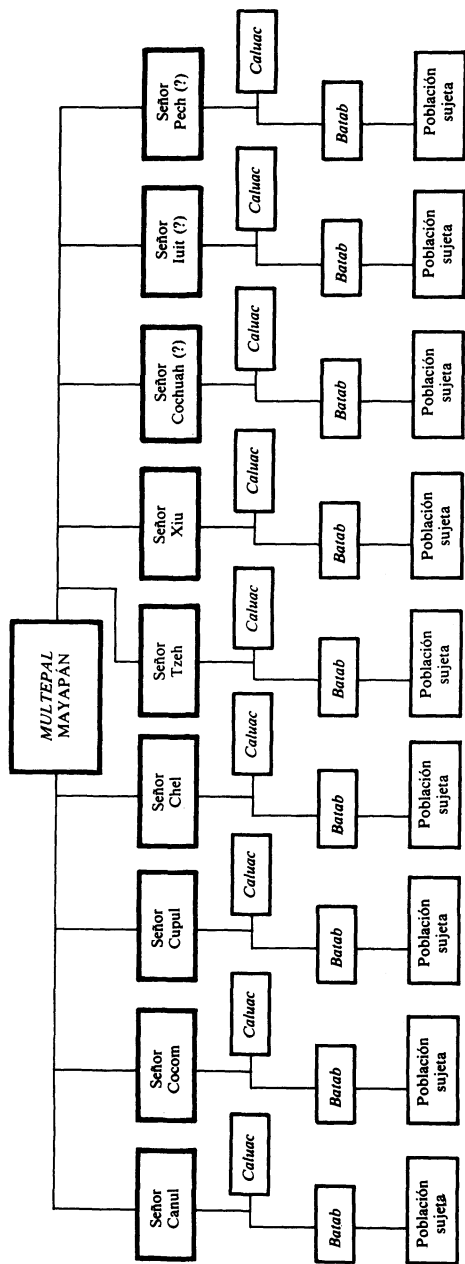 MULTEPAL
MAYAPÁN
Señor
Canul
Señor
Cocom
Señor
Cupul
Señor
Chel
Señor
Tzeh
Señor
Xiu
Señor
Cochuah (?)
Señor
Iuit (?)
Señor
Pech (?)
Caluac
Caluac
Caluac
Caluac
Caluac
Caluac
Caluac
Caluac
Caluac
Batab
Batab
Batab
Batab
Batab
Batab
Batab
Batab
Batab
Población
sujeta
Población
sujeta
Población
sujeta
Población
sujeta
Población
sujeta
Población
sujeta
Población
sujeta
Población
sujeta
Población
sujeta